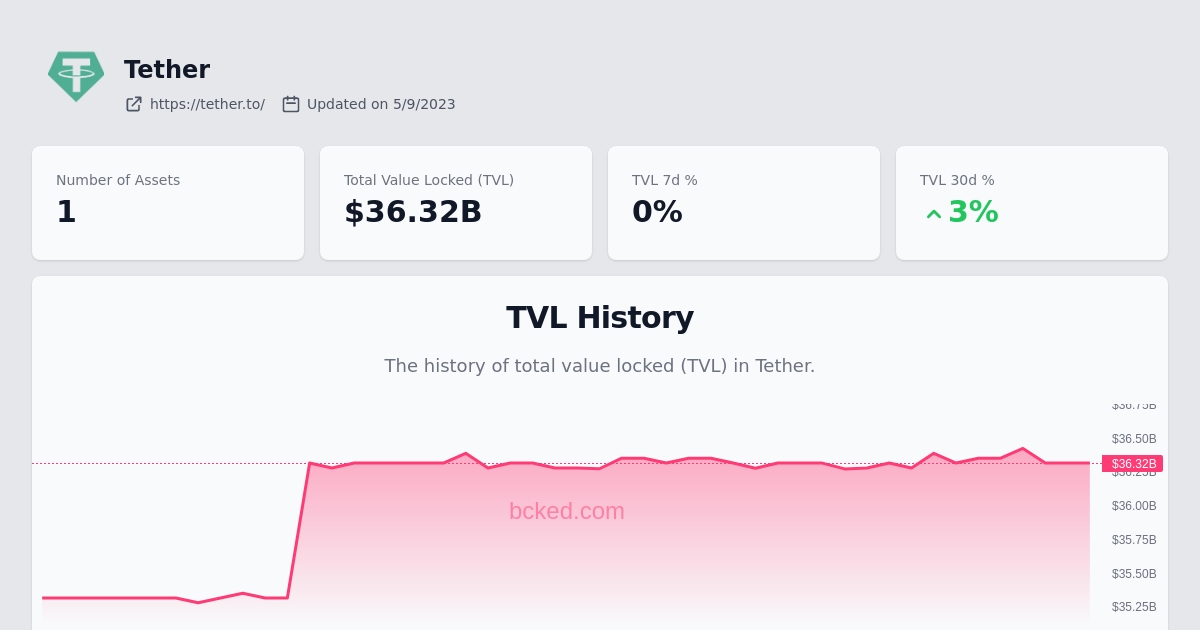 Tether
https://tether.to/ Updated on 5/9/2023
Number of Assets
1
Total Value Locked (TVL)
$36.32B
TVL 7d %
0%
TVL 30d %
3%
TVL History
The history of total value locked (TVL) in Tether.
$36.75B
$36.50B
$36.32B
$36.25B
$36.00B
$35.75B
$35.50B
$35.25B
bcked.com